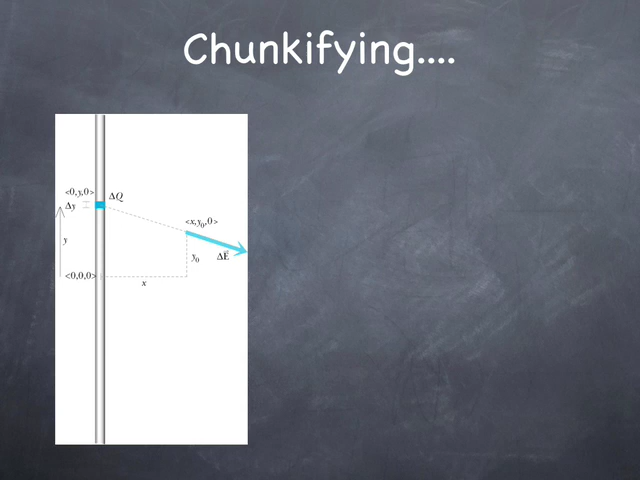 Chunkifying....
<0,y,0>
ΔQ
Δy
<x,y₀,0>
y
y₀
ΔE⃗
<0,0,0>
x